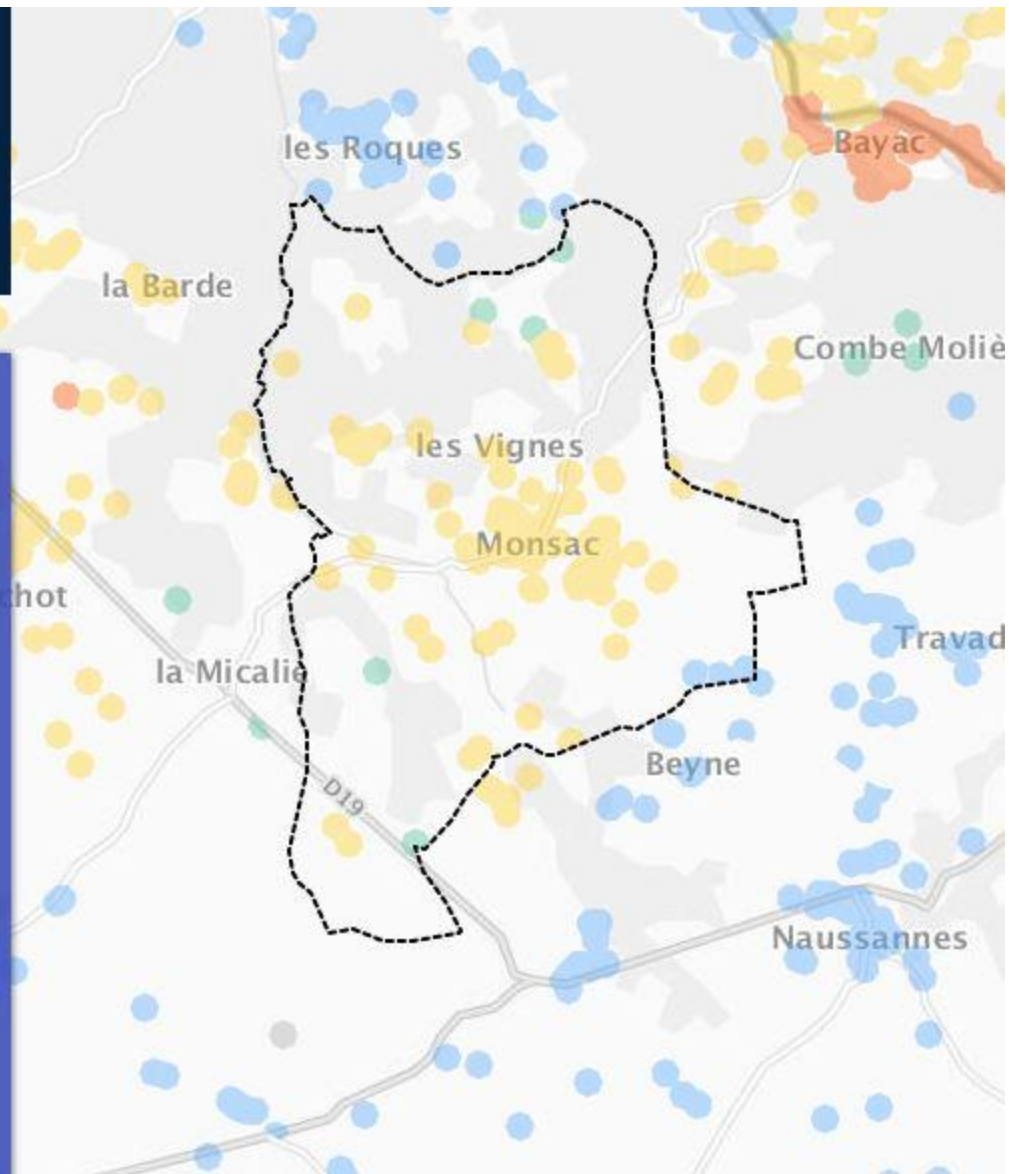 Bayac
les Roques
la Barde
Combe Moliè
les Vignes
Monsac
chot
Travad
la Micalie
Beyne
D19
Naussannes